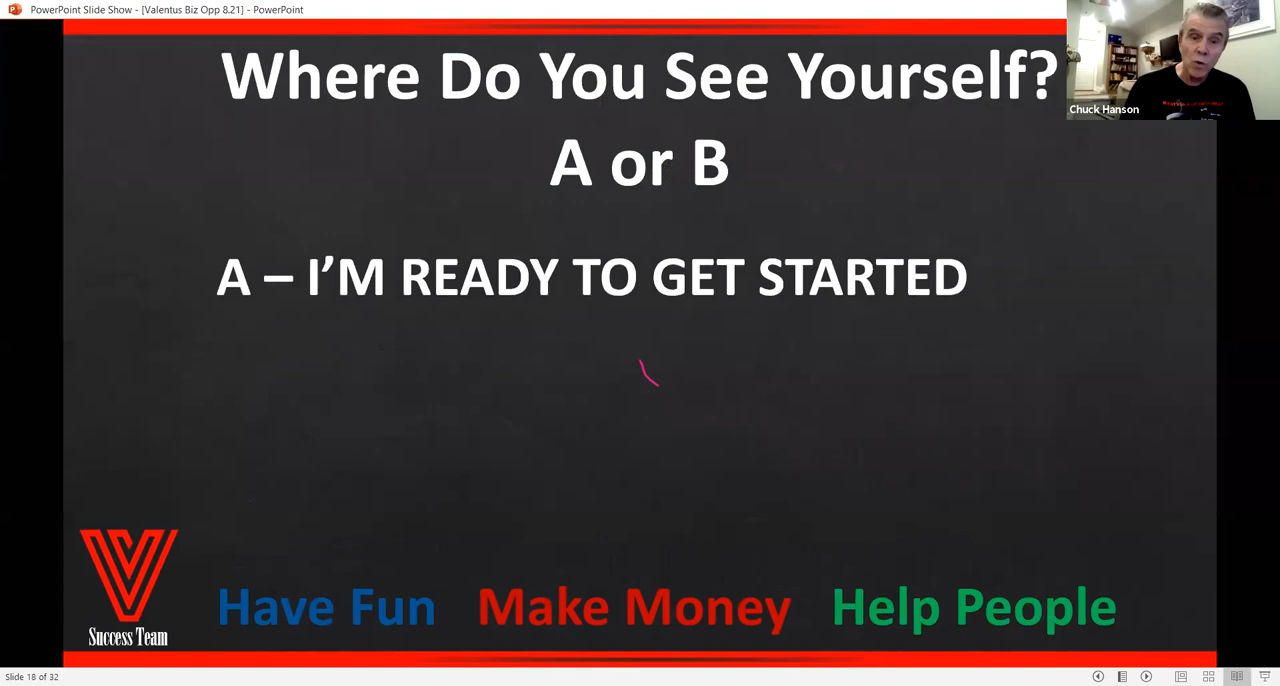 PowerPoint Slide Show - [Valentus Biz Opp 8.21] - PowerPoint
Where Do You See Yourself?
Chuck Hanson
A or B
A – I’M READY TO GET STARTED
Have Fun Make Money Help People
Success Team
Slide 18 of 32